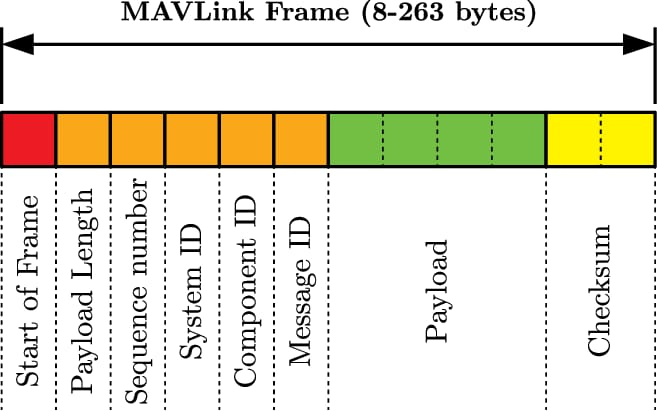 MAVLink Frame (8-263 bytes)
Start of Frame
Payload Length
Sequence number
System ID
Component ID
Message ID
Payload
Checksum